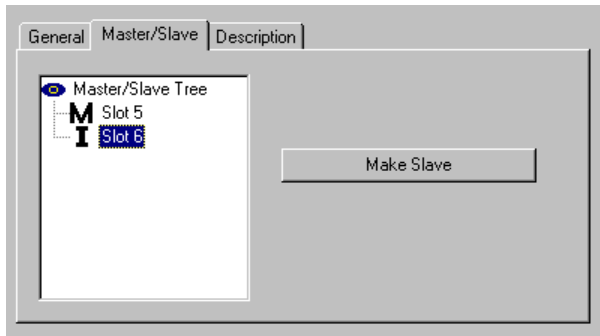 General Master/Slave Description
Master/Slave Tree
M Slot 5
I Slot 6
Make Slave